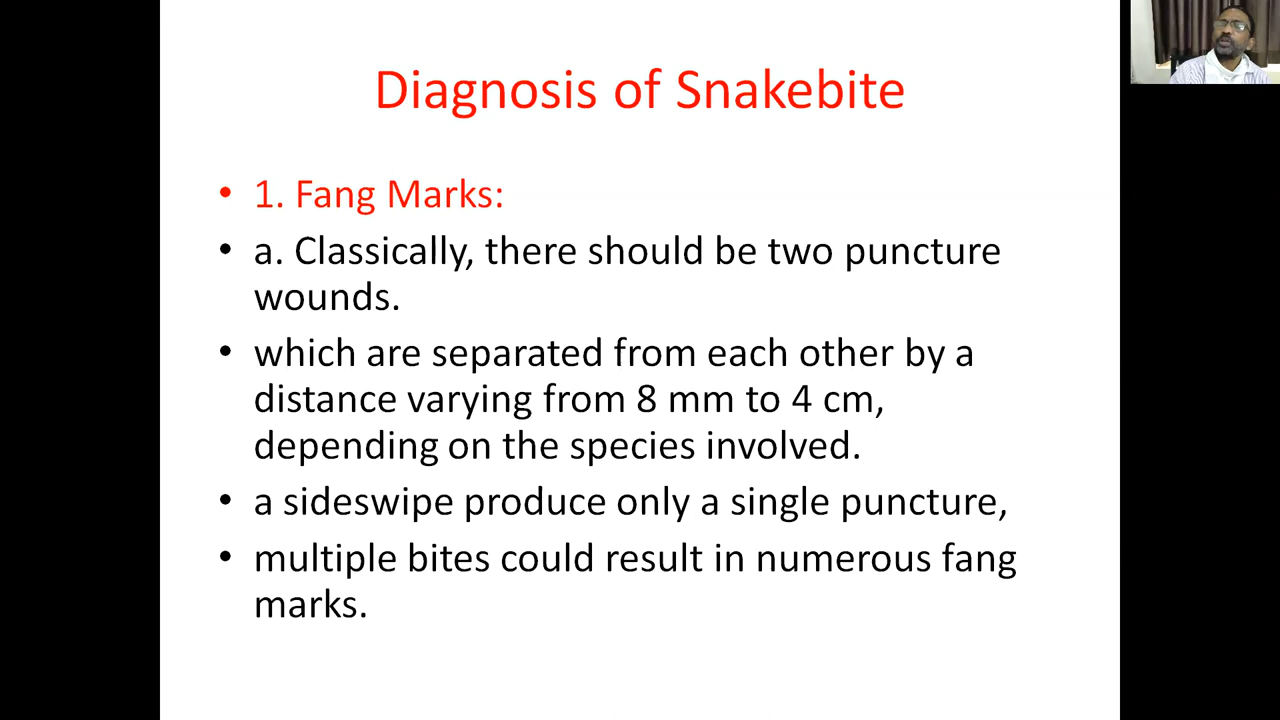 Diagnosis of Snakebite
• 1. Fang Marks:
• a. Classically, there should be two puncture
wounds.
• which are separated from each other by a
distance varying from 8 mm to 4 cm,
depending on the species involved.
• a sideswipe produce only a single puncture,
• multiple bites could result in numerous fang
marks.